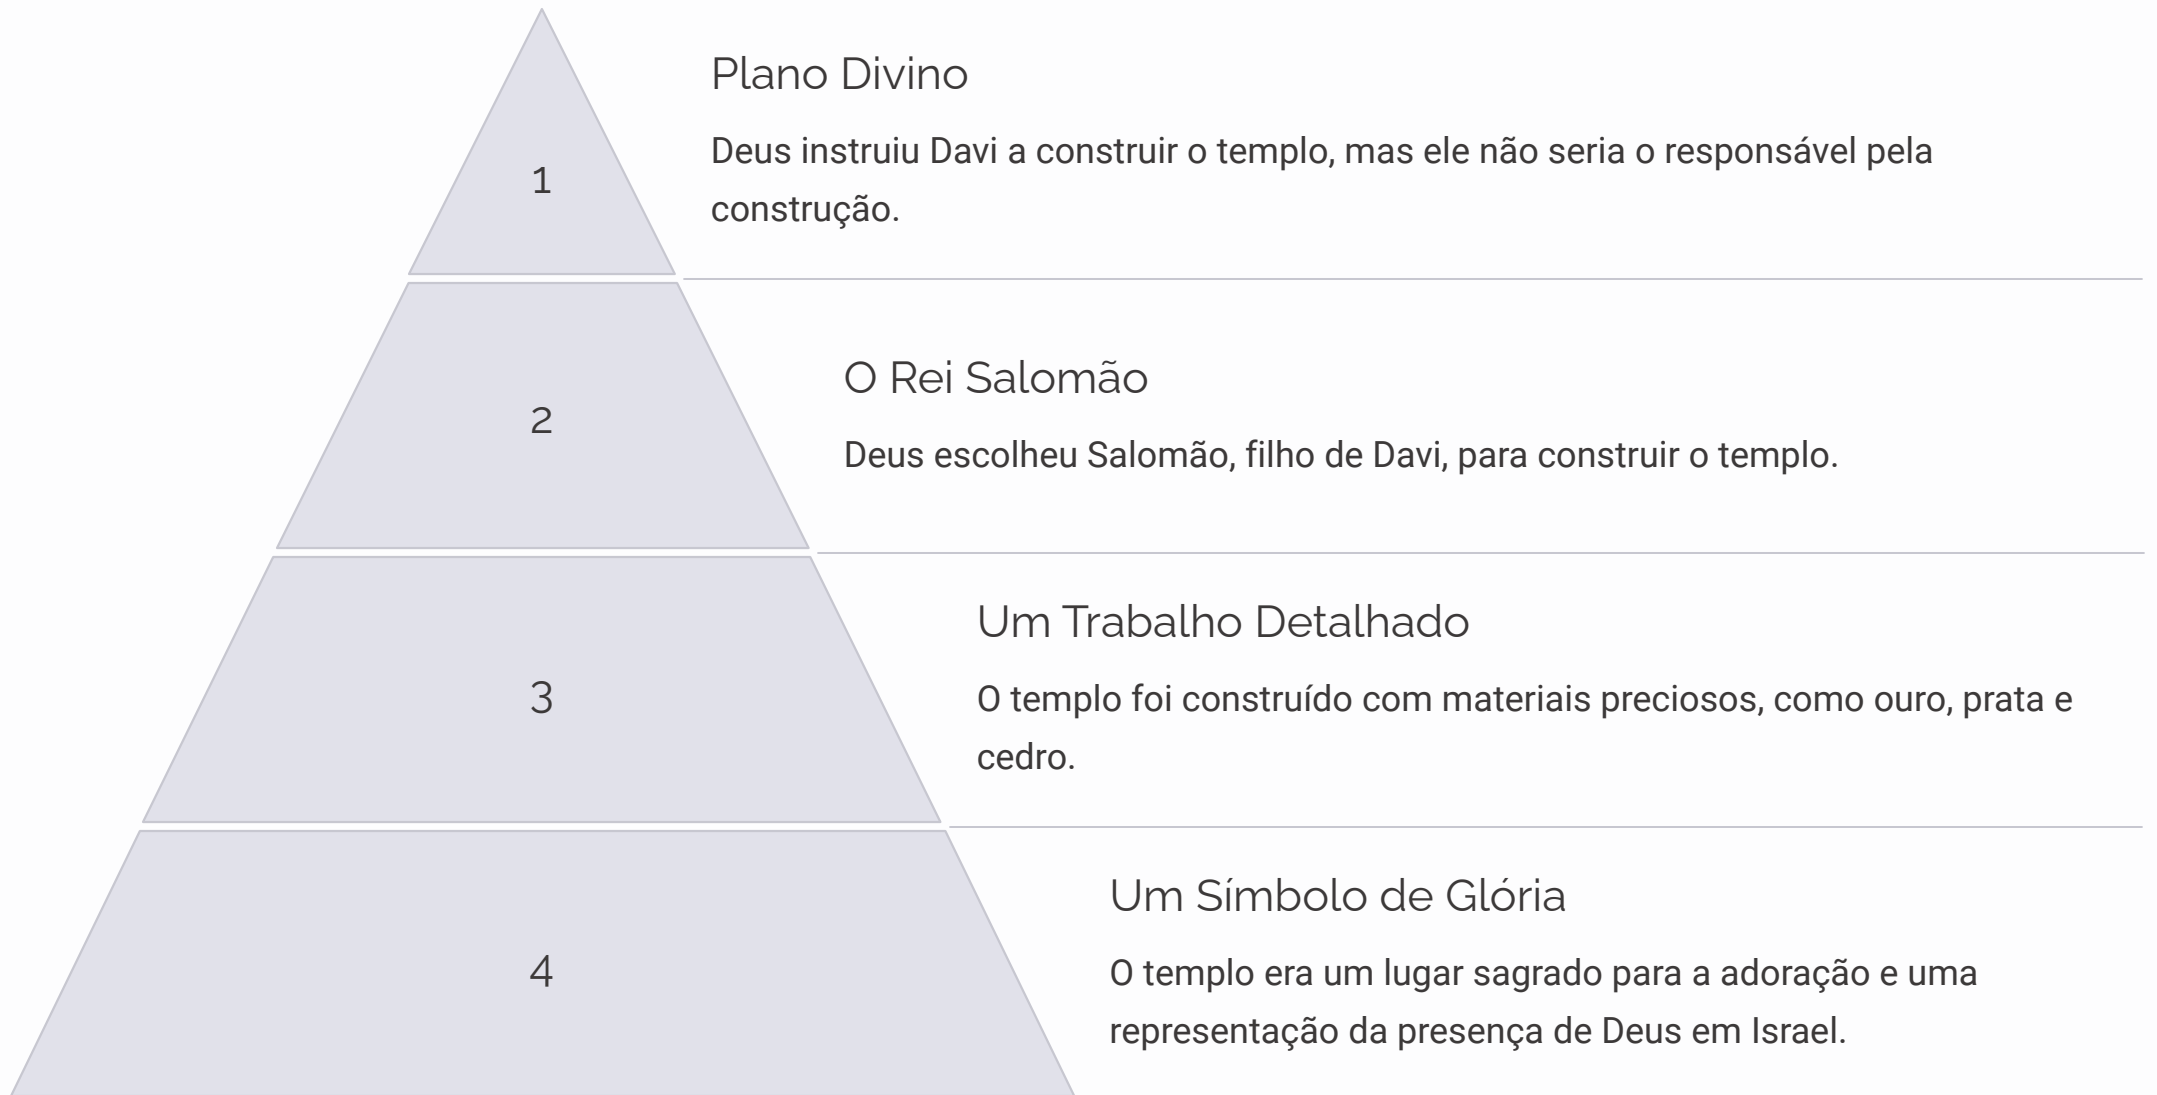 Plano Divino
Deus instruiu Davi a construir o templo, mas ele não seria o responsável pela
construção.
1
O Rei Salomão
Deus escolheu Salomão, filho de Davi, para construir o templo.
2
Um Trabalho Detalhado
O templo foi construído com materiais preciosos, como ouro, prata e
cedro.
3
Um Símbolo de Glória
O templo era um lugar sagrado para a adoração e uma
representação da presença de Deus em Israel.
4